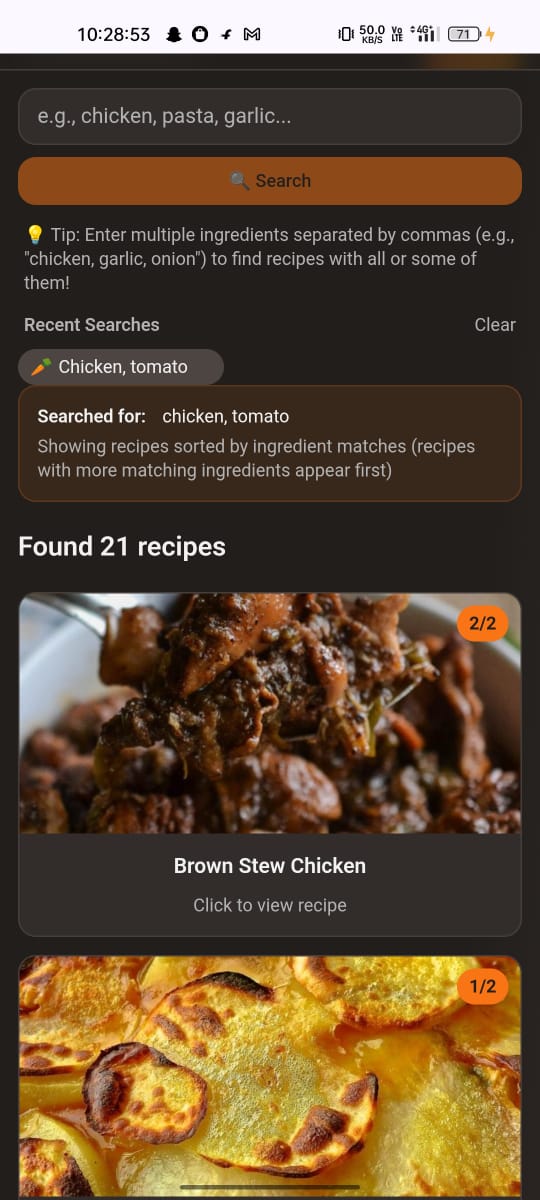 10:28:53
50.0 KB/S Vo LTE 4G+ 71
e.g., chicken, pasta, garlic...
🔍 Search
💡 Tip: Enter multiple ingredients separated by commas (e.g.,
"chicken, garlic, onion") to find recipes with all or some of
them!
Recent Searches Clear
🥕 Chicken, tomato
Searched for: chicken, tomato
Showing recipes sorted by ingredient matches (recipes
with more matching ingredients appear first)
Found 21 recipes
2/2
Brown Stew Chicken
Click to view recipe
1/2